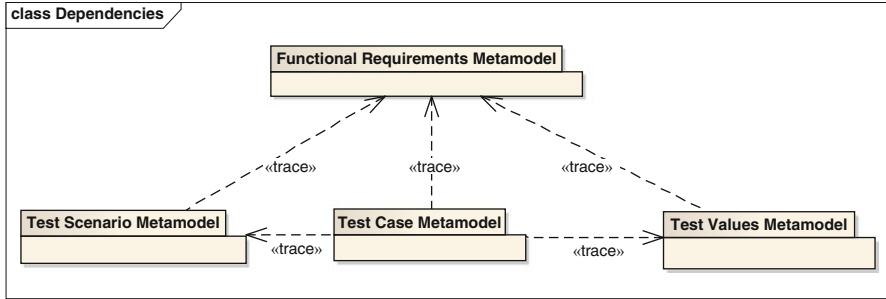 class Dependencies
Functional Requirements Metamodel
«trace»
«trace»
«trace»
Test Scenario Metamodel
Test Case Metamodel
Test Values Metamodel
«trace»
«trace»